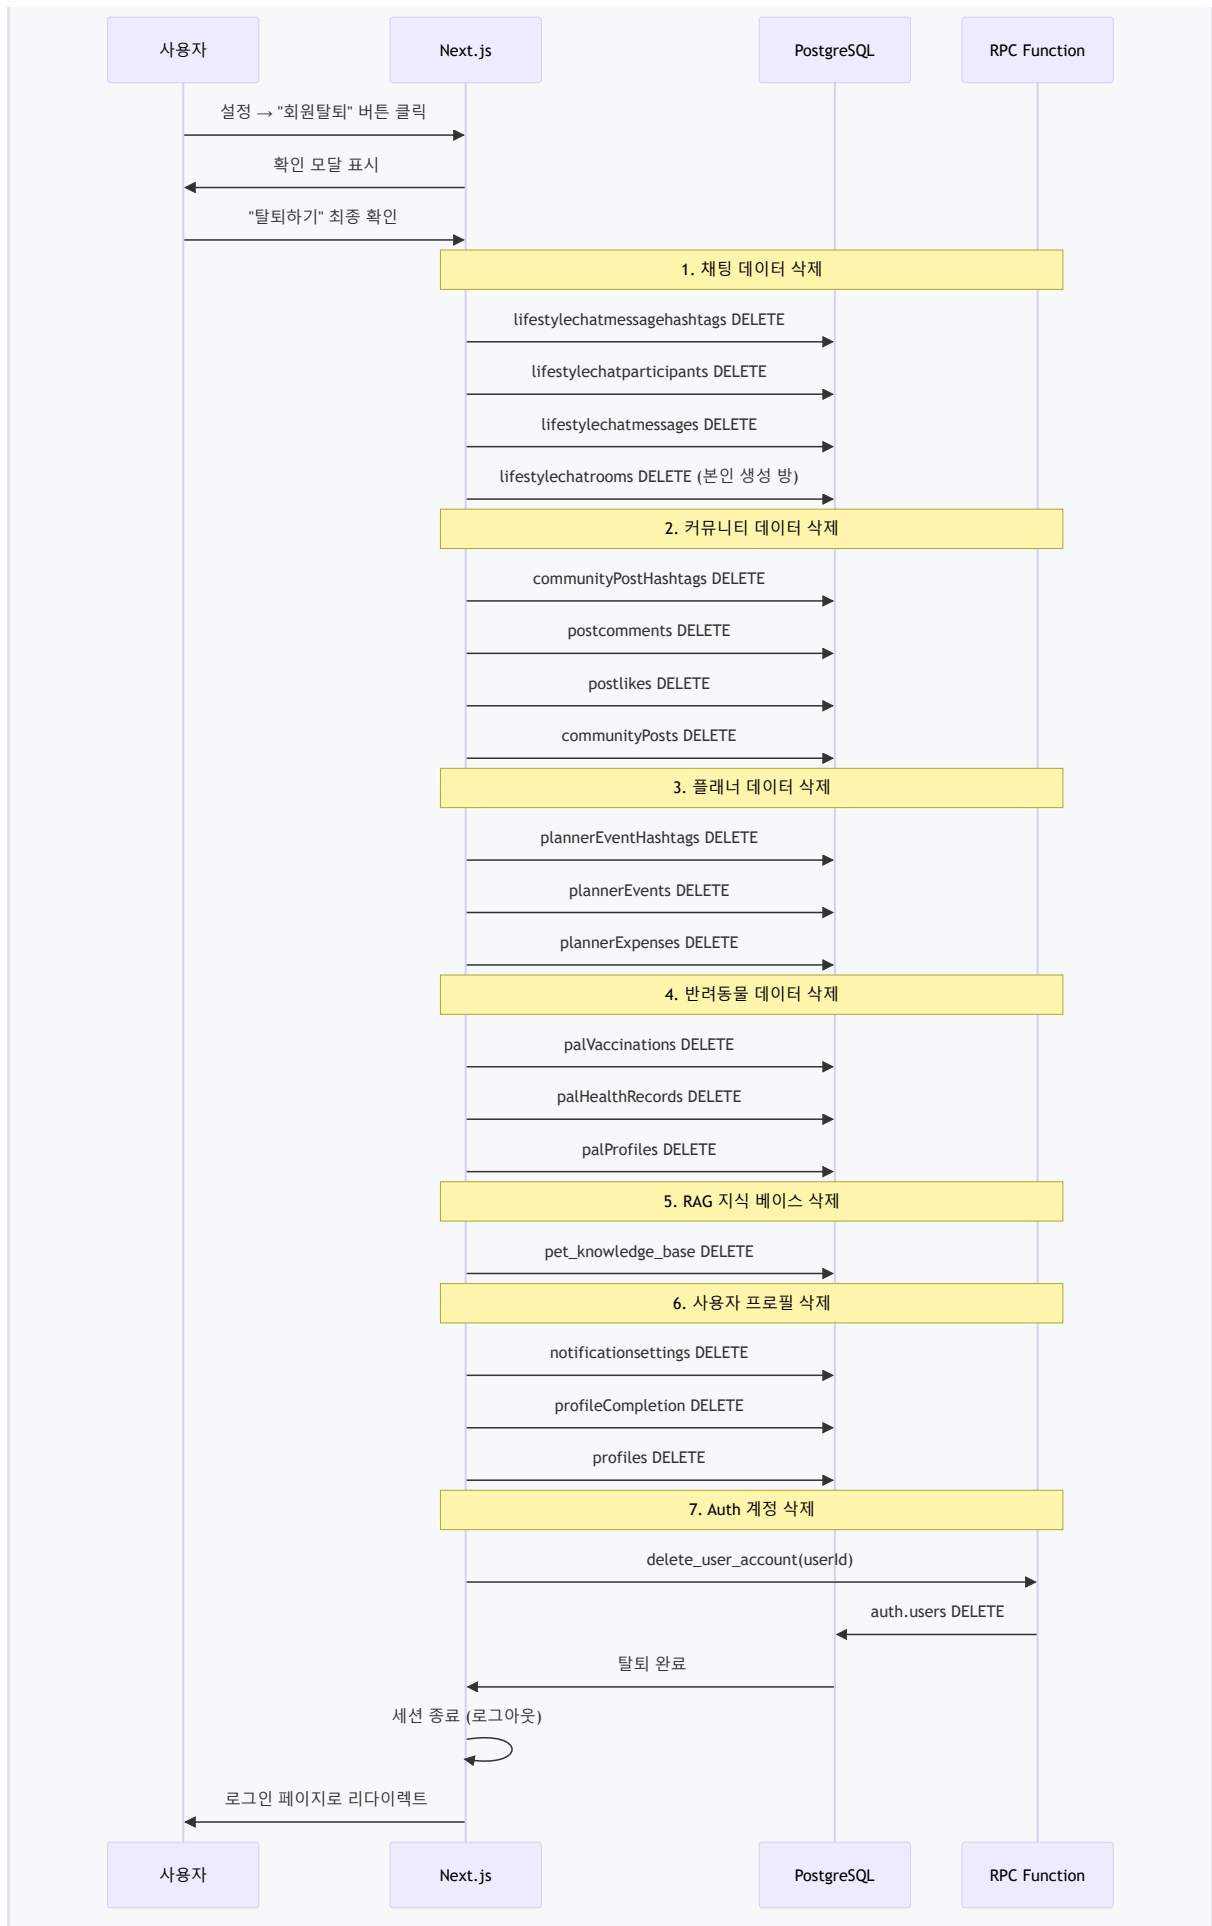 사용자
Next.js
PostgreSQL
RPC Function
설정 → "회원탈퇴" 버튼 클릭
확인 모달 표시
"탈퇴하기" 최종 확인
1. 채팅 데이터 삭제
lifestylechatmessagehashtags DELETE
lifestylechatparticipants DELETE
lifestylechatmessages DELETE
lifestylechatrooms DELETE (본인 생성 방)
2. 커뮤니티 데이터 삭제
communityPostHashtags DELETE
postcomments DELETE
postlikes DELETE
communityPosts DELETE
3. 플래너 데이터 삭제
plannerEventHashtags DELETE
plannerEvents DELETE
plannerExpenses DELETE
4. 반려동물 데이터 삭제
palVaccinations DELETE
palHealthRecords DELETE
palProfiles DELETE
5. RAG 지식 베이스 삭제
pet_knowledge_base DELETE
6. 사용자 프로필 삭제
notificationsettings DELETE
profileCompletion DELETE
profiles DELETE
7. Auth 계정 삭제
delete_user_account(userId)
auth.users DELETE
탈퇴 완료
세션 종료 (로그아웃)
로그인 페이지로 리다이렉트
사용자
Next.js
PostgreSQL
RPC Function